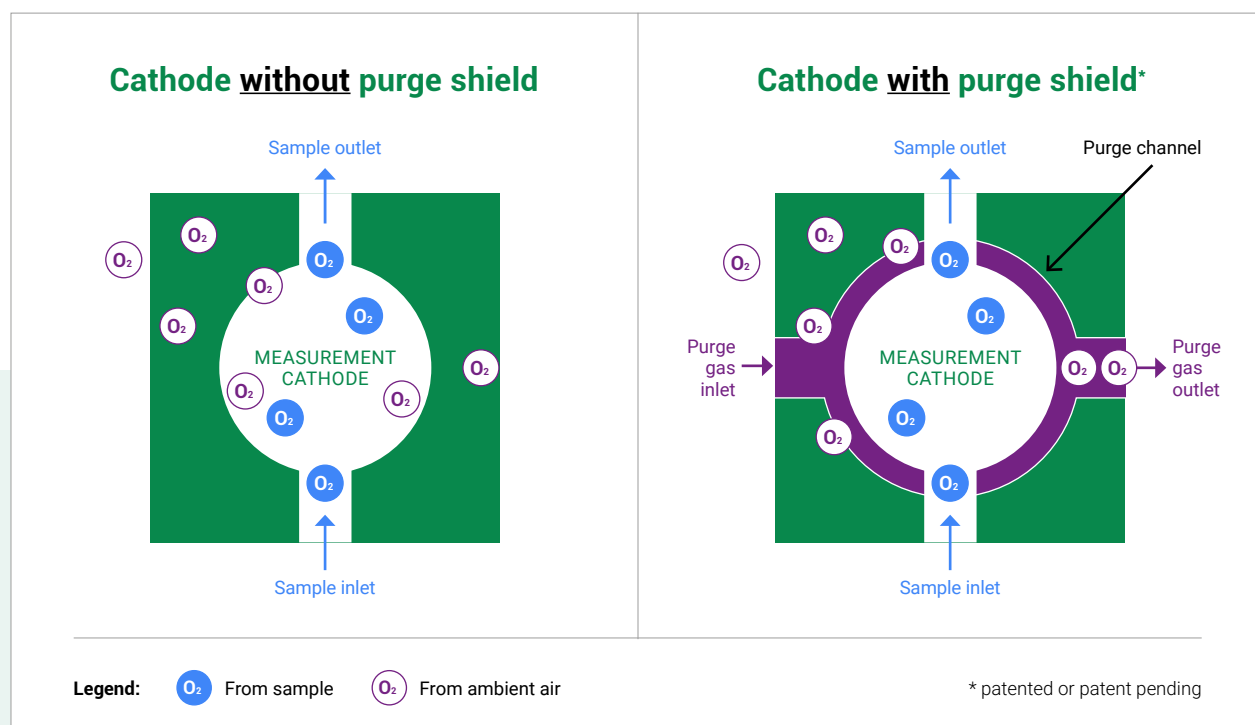 Cathode without purge shield
Sample outlet
O₂
O₂
O₂
O₂
O₂
O₂
O₂
MEASUREMENT
CATHODE
O₂
O₂
O₂
O₂
O₂
Sample inlet
Cathode with purge shield*
Sample outlet
Purge channel
O₂
O₂
O₂
O₂
O₂
O₂
Purge
gas
inlet
MEASUREMENT
CATHODE
O₂
O₂
Purge
gas
outlet
O₂
O₂
O₂
Sample inlet
Legend:
O₂ From sample
O₂ From ambient air
* patented or patent pending